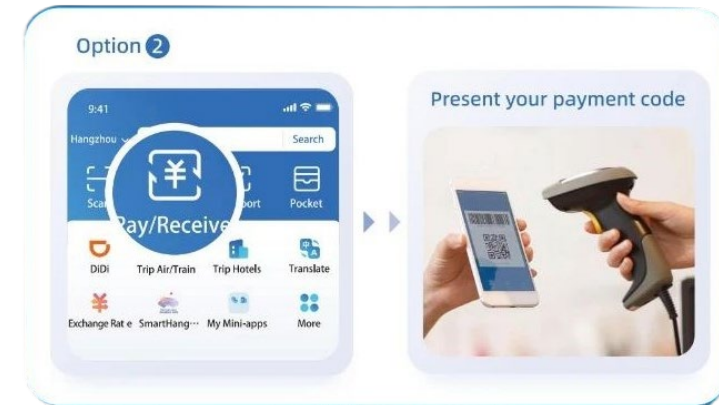 Option 2
Present your payment code
9:41
Hangzhou
Search
Scan
Pay/Receive
port
Pocket
DiDi
Trip Air/Train
Trip Hotels
Translate
Exchange Rat e
SmartHang···
My Mini-apps
More